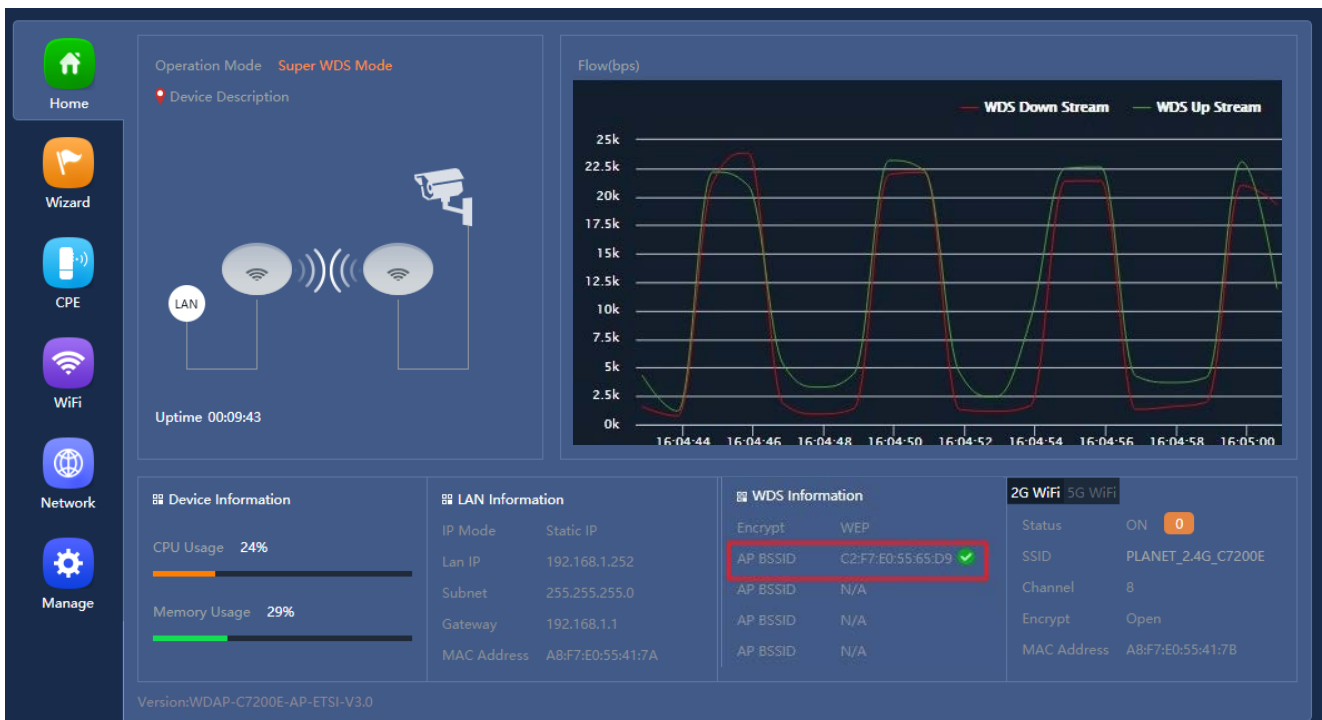 Home
Wizard
CPE
WiFi
Network
Manage
Operation Mode Super WDS Mode
Device Description
LAN
Uptime 00:09:43
Flow(bps)
WDS Down Stream WDS Up Stream
25k
22.5k
20k
17.5k
15k
12.5k
10k
7.5k
5k
2.5k
0k
16:04:44 16:04:46 16:04:48 16:04:50 16:04:52 16:04:54 16:04:56 16:04:58 16:05:00
Device Information
CPU Usage 24%
Memory Usage 29%
LAN Information
IP Mode Static IP
Lan IP 192.168.1.252
Subnet 255.255.255.0
Gateway 192.168.1.1
MAC Address A8:F7:E0:55:41:7A
WDS Information
Encrypt WEP
AP BSSID C2:F7:E0:55:65:D9
AP BSSID N/A
AP BSSID N/A
AP BSSID N/A
2G WiFi 5G WiFi
Status ON 0
SSID PLANET_2.4G_C7200E
Channel 8
Encrypt Open
MAC Address A8:F7:E0:55:41:7B
Version:WDAP-C7200E-AP-ETSI-V3.0